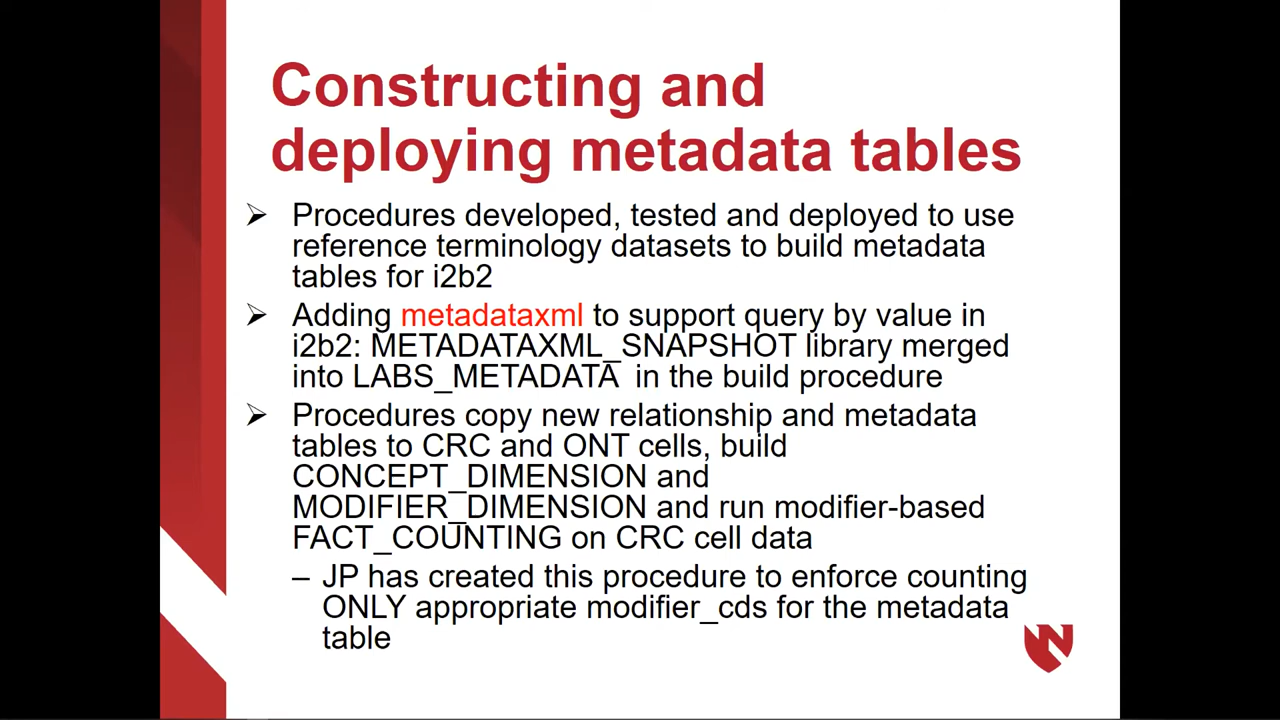 Constructing and
deploying metadata tables
➢ Procedures developed, tested and deployed to use
reference terminology datasets to build metadata
tables for i2b2
➢ Adding metadataxml to support query by value in
i2b2: METADATAXML_SNAPSHOT library merged
into LABS_METADATA in the build procedure
➢ Procedures copy new relationship and metadata
tables to CRC and ONT cells, build
CONCEPT_DIMENSION and
MODIFIER_DIMENSION and run modifier-based
FACT_COUNTING on CRC cell data
– JP has created this procedure to enforce counting
ONLY appropriate modifier_cds for the metadata
table